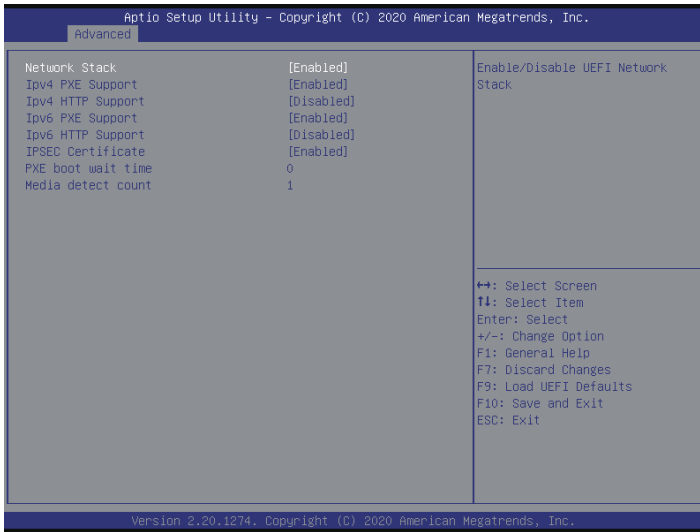 Aptio Setup Utility – Copyright (C) 2020 American Megatrends, Inc.
Advanced
Network Stack [Enabled]
Ipv4 PXE Support [Enabled]
Ipv4 HTTP Support [Disabled]
Ipv6 PXE Support [Enabled]
Ipv6 HTTP Support [Disabled]
IPSEC Certificate [Enabled]
PXE boot wait time 0
Media detect count 1
Enable/Disable UEFI Network
Stack
↔: Select Screen
↑↓: Select Item
Enter: Select
+/-: Change Option
F1: General Help
F7: Discard Changes
F9: Load UEFI Defaults
F10: Save and Exit
ESC: Exit
Version 2.20.1274. Copyright (C) 2020 American Megatrends, Inc.